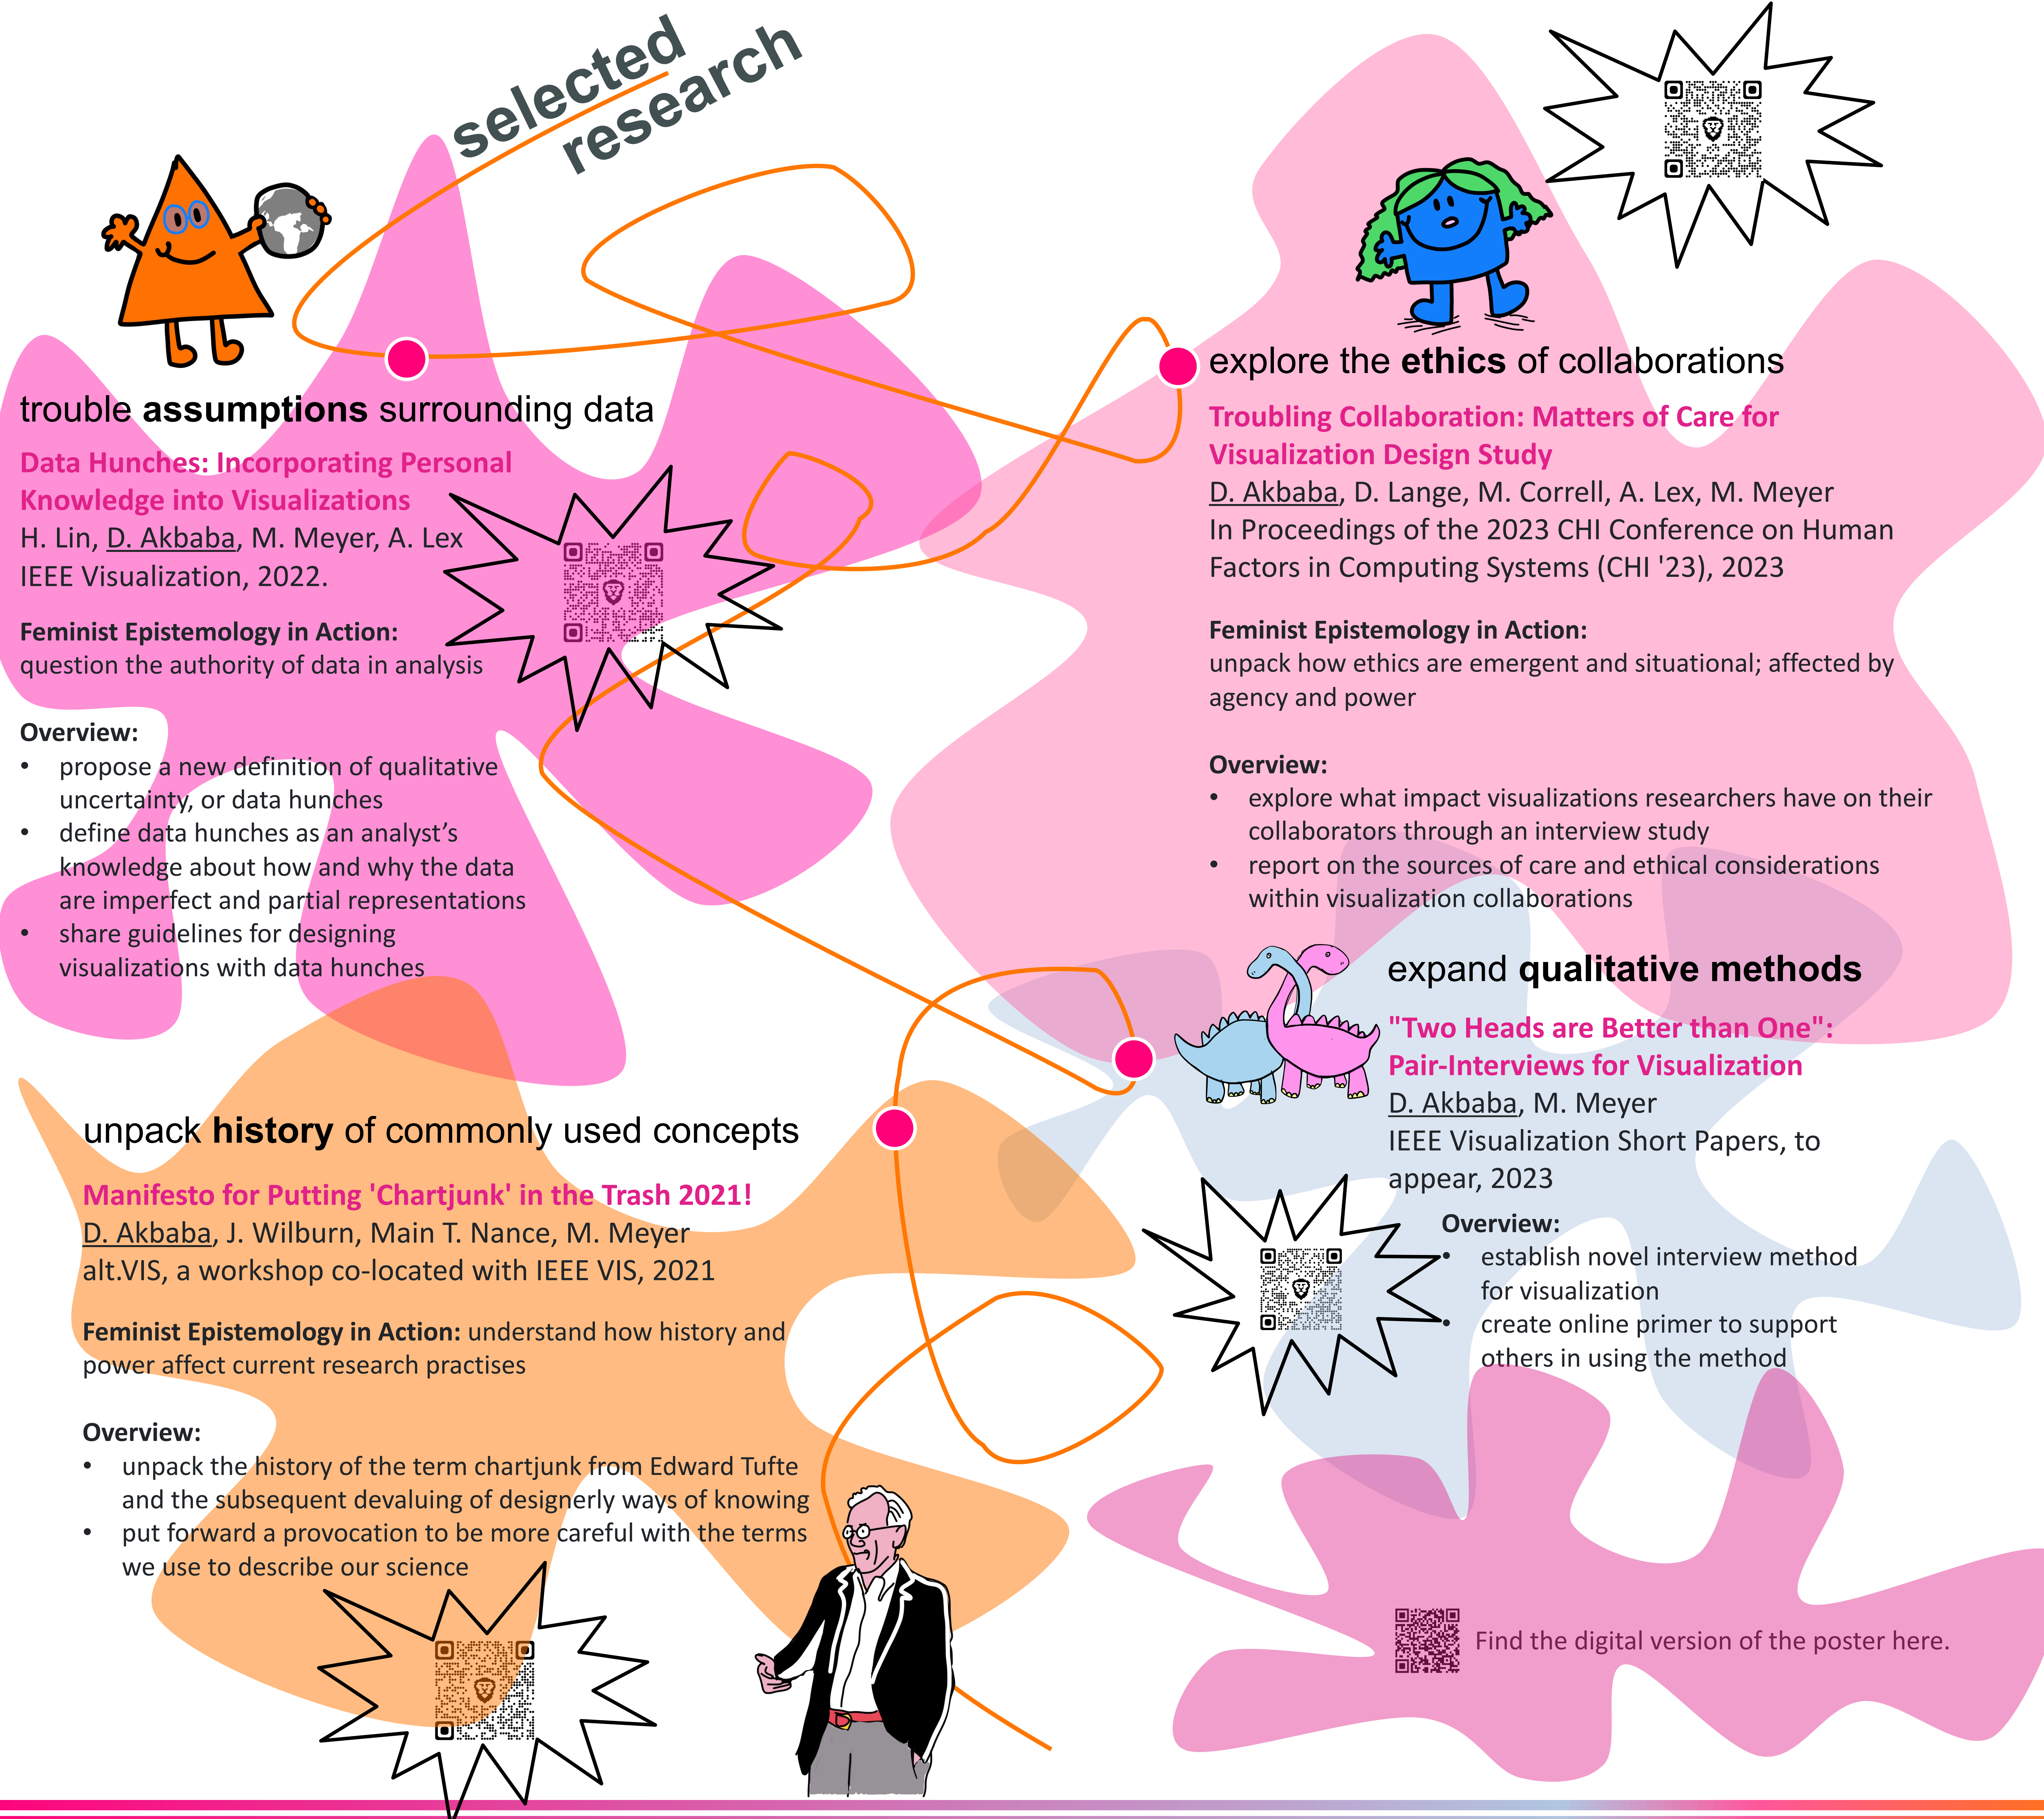 selected
research
trouble assumptions surrounding data
Data Hunches: Incorporating Personal
Knowledge into Visualizations
H. Lin, D. Akbaba, M. Meyer, A. Lex
IEEE Visualization, 2022.
Feminist Epistemology in Action:
question the authority of data in analysis
Overview:
• propose a new definition of qualitative
uncertainty, or data hunches
• define data hunches as an analyst’s
knowledge about how and why the data
are imperfect and partial representations
• share guidelines for designing
visualizations with data hunches
explore the ethics of collaborations
Troubling Collaboration: Matters of Care for
Visualization Design Study
D. Akbaba, D. Lange, M. Correll, A. Lex, M. Meyer
In Proceedings of the 2023 CHI Conference on Human
Factors in Computing Systems (CHI '23), 2023
Feminist Epistemology in Action:
unpack how ethics are emergent and situational; affected by
agency and power
Overview:
• explore what impact visualizations researchers have on their
collaborators through an interview study
• report on the sources of care and ethical considerations
within visualization collaborations
expand qualitative methods
"Two Heads are Better than One":
Pair-Interviews for Visualization
D. Akbaba, M. Meyer
IEEE Visualization Short Papers, to
appear, 2023
Overview:
• establish novel interview method
for visualization
• create online primer to support
others in using the method
unpack history of commonly used concepts
Manifesto for Putting 'Chartjunk' in the Trash 2021!
D. Akbaba, J. Wilburn, Main T. Nance, M. Meyer
alt.VIS, a workshop co-located with IEEE VIS, 2021
Feminist Epistemology in Action: understand how history and
power affect current research practises
Overview:
• unpack the history of the term chartjunk from Edward Tufte
and the subsequent devaluing of designerly ways of knowing
• put forward a provocation to be more careful with the terms
we use to describe our science
Find the digital version of the poster here.